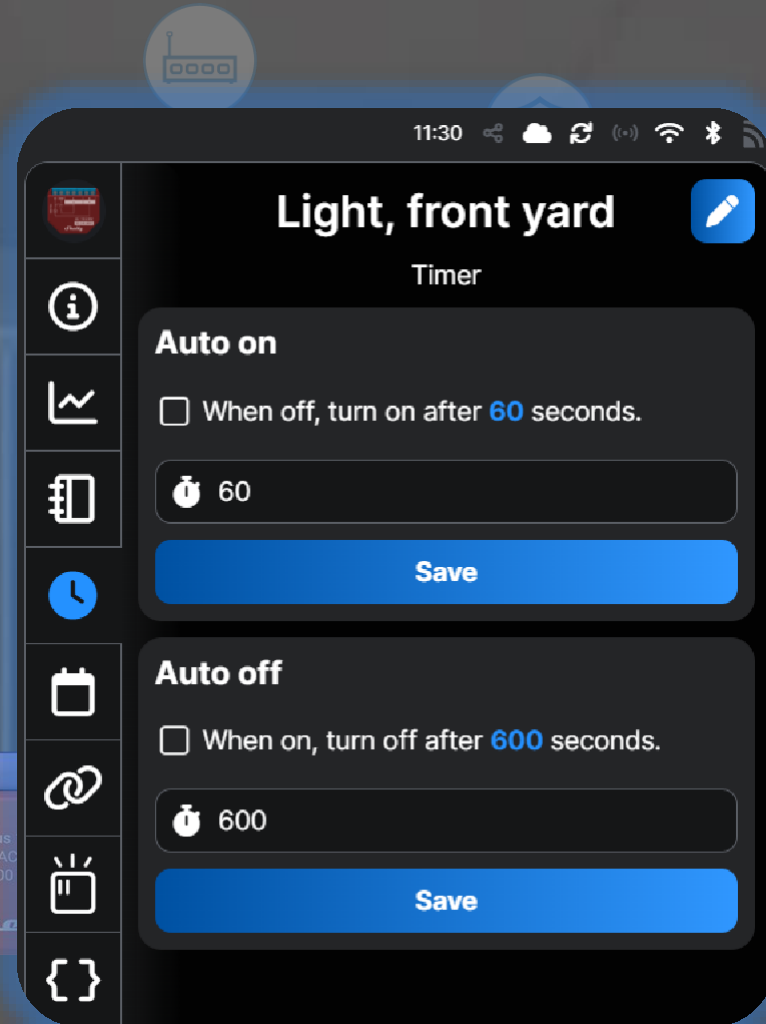 11:30
Light, front yard
Timer
Auto on
When off, turn on after 60 seconds.
60
Save
Auto off
When on, turn off after 600 seconds.
600
Save